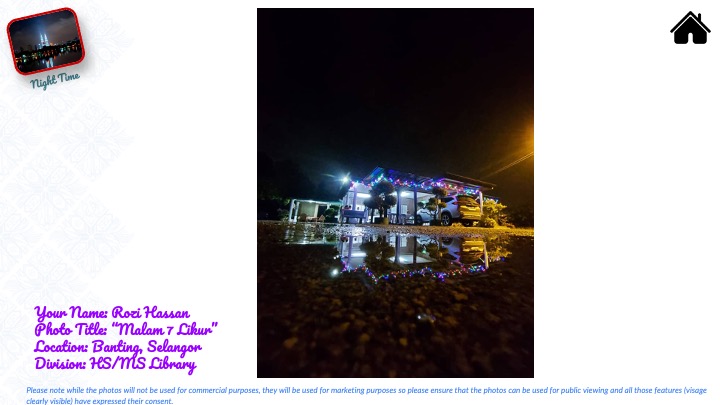 Night Time
Your Name: Rozi Hassan
Photo Title: "Malam 7 Likur"
Location: Banting, Selangor
Division: HS/MS Library
Please note while the photos will not be used for commercial purposes, they will be used for marketing purposes so please ensure that the photos can be used for public viewing and all those features (visage
clearly visible) have expressed their consent.